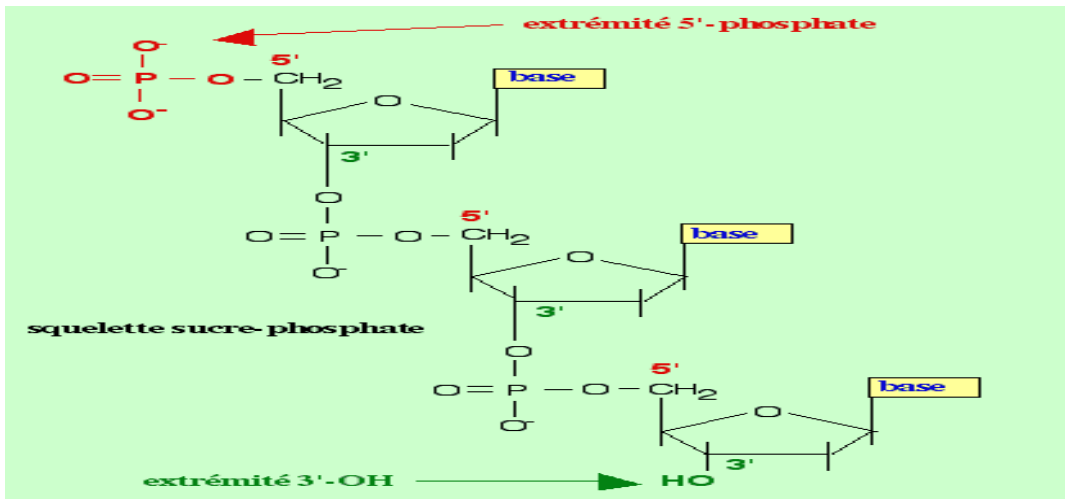 extrémité 5'-phosphate
O-
5'
O=P—O—CH2
base
O-
O
3'
O
5'
O=P—O—CH2
base
O-
O
3'
squelette sucre-phosphate
O
5'
O=P—O—CH2
base
O-
O
3'
extrémité 3'-OH
HO